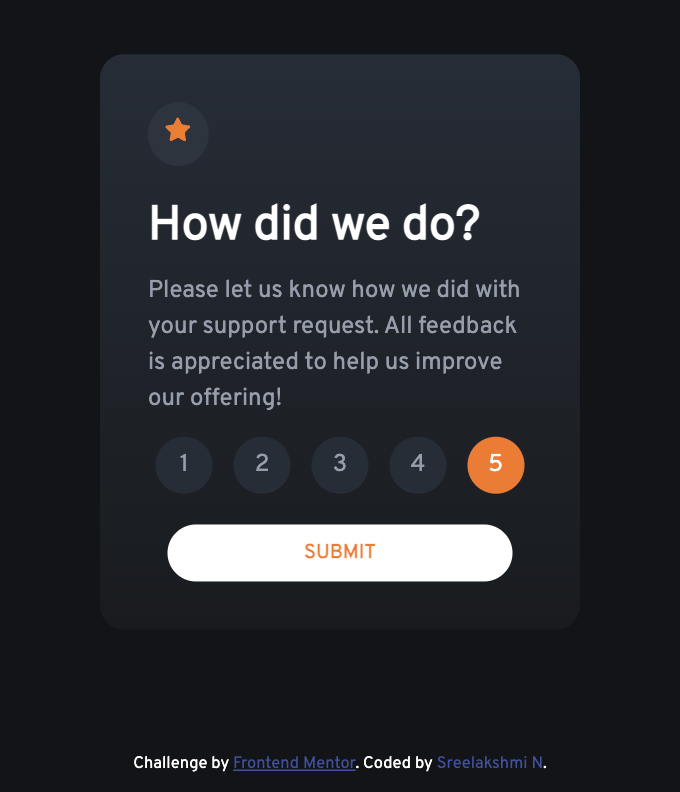 How did we do?
Please let us know how we did with
your support request. All feedback
is appreciated to help us improve
our offering!
1 2 3 4 5
SUBMIT
Challenge by Frontend Mentor. Coded by Sreelakshmi N.